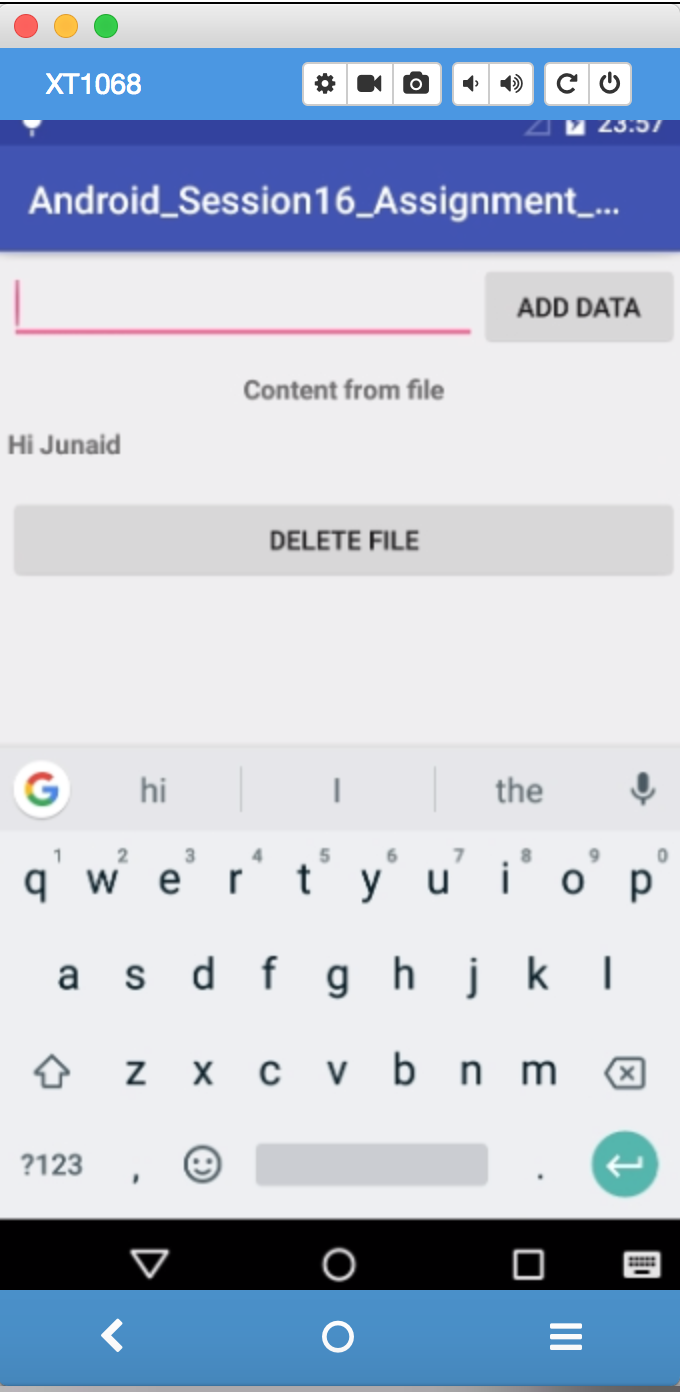 XT1068
23:57
Android_Session16_Assignment_...
ADD DATA
Content from file
Hi Junaid
DELETE FILE
hi I the
1 2 3 4 5 6 7 8 9 0
q w e r t y u i o p
a s d f g h j k l
z x c v b n m
?123 , .